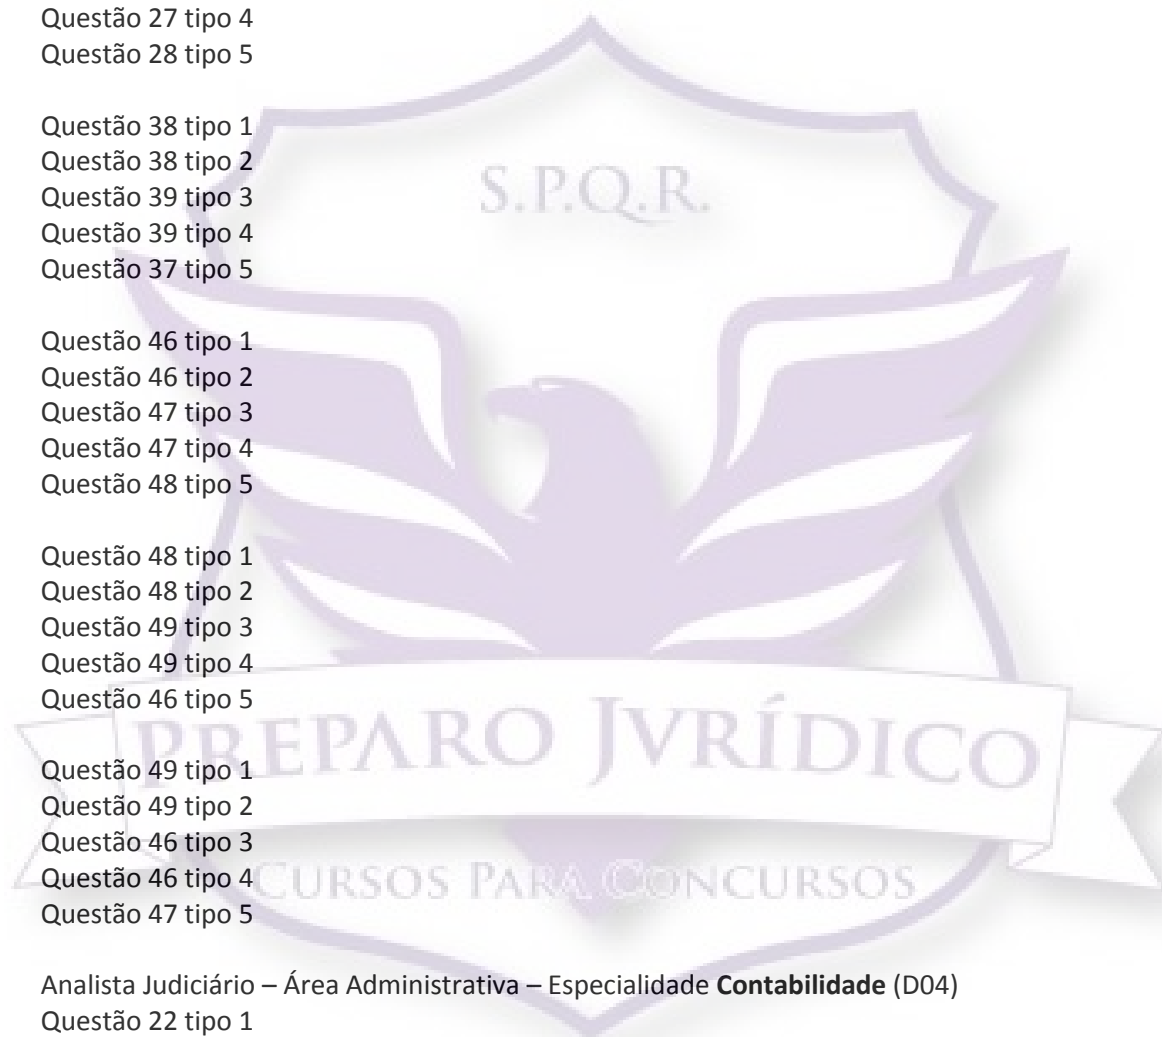 Questão 27 tipo 4
Questão 28 tipo 5
Questão 38 tipo 1
Questão 38 tipo 2
S.P.Q.R.
Questão 39 tipo 3
Questão 39 tipo 4
Questão 37 tipo 5
Questão 46 tipo 1
Questão 46 tipo 2
Questão 47 tipo 3
Questão 47 tipo 4
Questão 48 tipo 5
Questão 48 tipo 1
Questão 48 tipo 2
Questão 49 tipo 3
Questão 49 tipo 4
Questão 46 tipo 5
PREPARO JVRÍDICO
Questão 49 tipo 1
Questão 49 tipo 2
Questão 46 tipo 3
Questão 46 tipo 4
CURSOS PARA CONCURSOS
Questão 47 tipo 5
Analista Judiciário – Área Administrativa – Especialidade Contabilidade (D04)
Questão 22 tipo 1